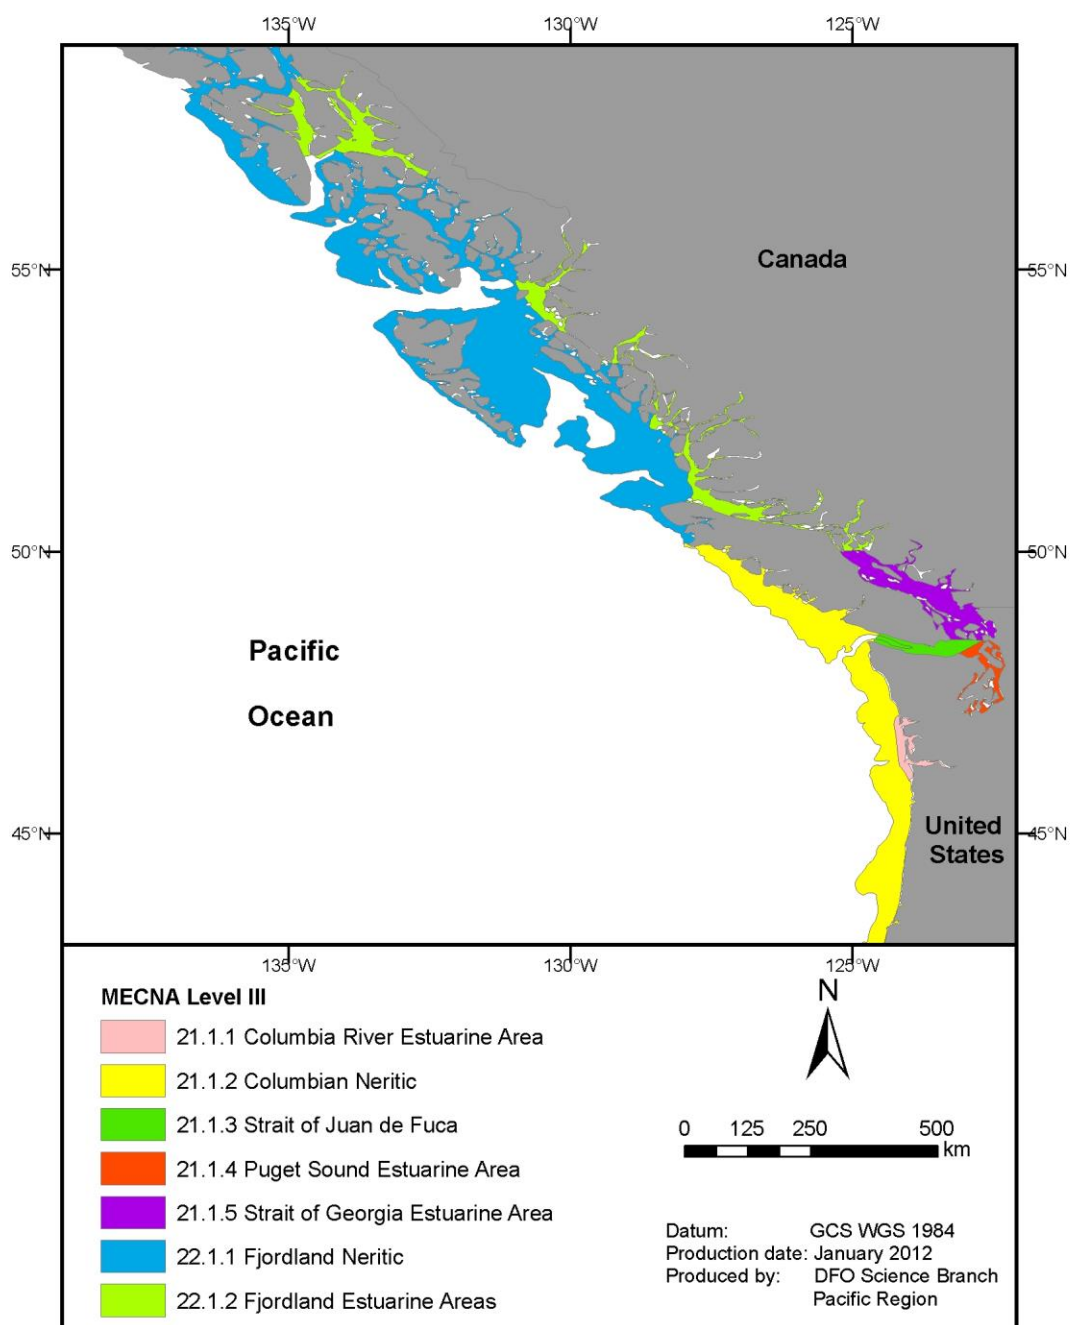 135°W 130°W 125°W
Canada
55°N 55°N
50°N 50°N
Pacific
Ocean
45°N 45°N
United
States
135°W 130°W 125°W
MECNA Level III
21.1.1 Columbia River Estuarine Area
21.1.2 Columbian Neritic
21.1.3 Strait of Juan de Fuca
21.1.4 Puget Sound Estuarine Area
21.1.5 Strait of Georgia Estuarine Area
22.1.1 Fjordland Neritic
22.1.2 Fjordland Estuarine Areas
N
0 125 250 500
km
Datum: GCS WGS 1984
Production date: January 2012
Produced by: DFO Science Branch
Pacific Region